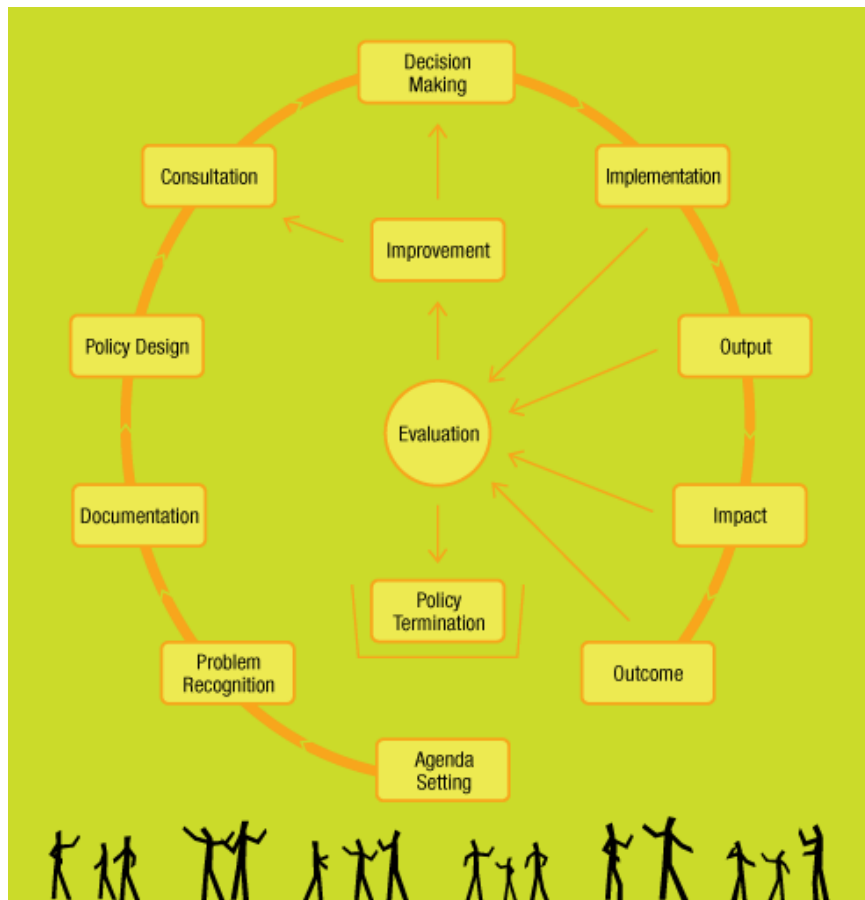 Decision
Making
Consultation
Implementation
Improvement
Policy Design
Output
Evaluation
Documentation
Impact
Policy
Termination
Problem
Recognition
Outcome
Agenda
Setting